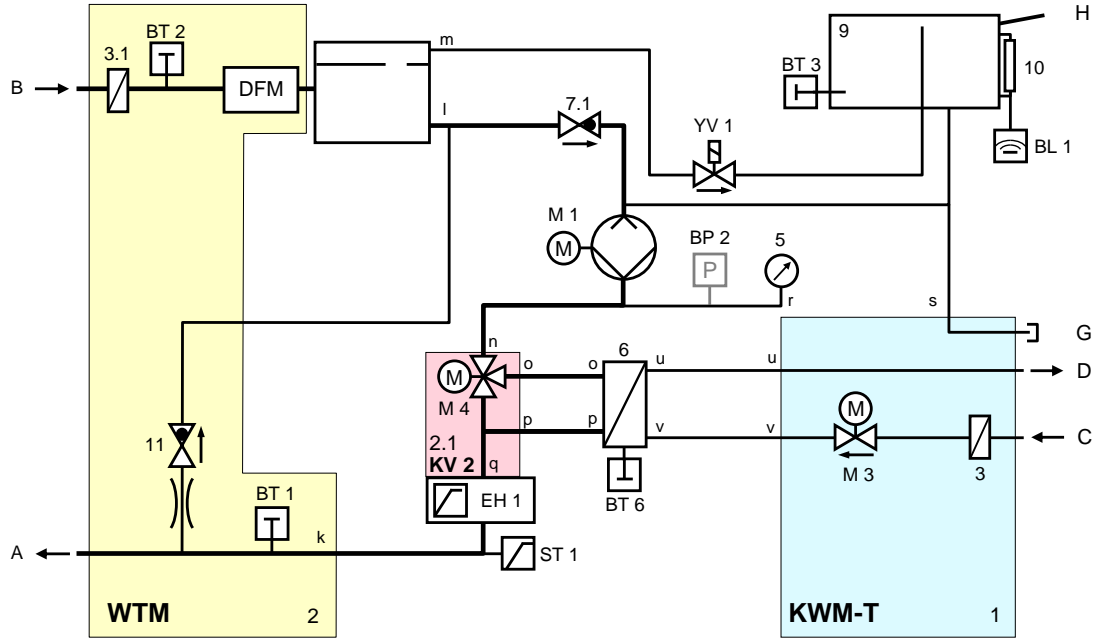 H
9
m
BT 2
3.1
BT 3
10
B
DFM
l
7.1
YV 1
BL 1
M 1
BP 2
5
M
P
r
s
n
G
6
o
o
u
u
D
M
M 4
M
p
p
v
v
C
11
2.1
KV 2
q
M 3
3
BT 1
EH 1
BT 6
k
A
ST 1
WTM
2
KWM-T
1